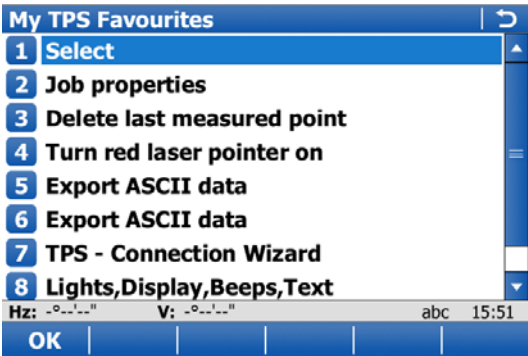 My TPS Favourites
1 Select
2 Job properties
3 Delete last measured point
4 Turn red laser pointer on
5 Export ASCII data
6 Export ASCII data
7 TPS - Connection Wizard
8 Lights,Display,Beeps,Text
Hz: -°--'--" V: -°--'--" abc 15:51
OK